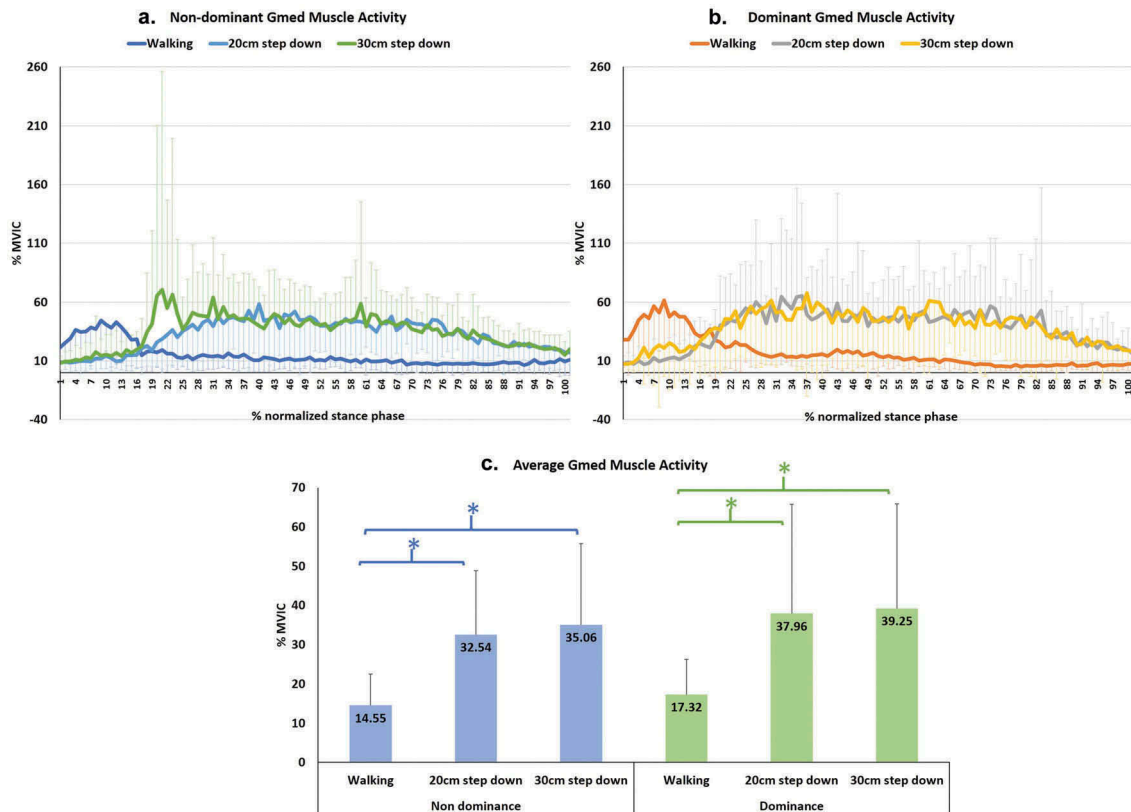 a. Non-dominant Gmed Muscle Activity
Walking 20cm step down 30cm step down
260
210
160
110
60
10
-40
% MVIC
1 4 7 10 13 16 19 22 25 28 31 34 37 40 43 46 49 52 55 58 61 64 67 70 73 76 79 82 85 88 91 94 97 100
% normalized stance phase
b. Dominant Gmed Muscle Activity
Walking 20cm step down 30cm step down
260
210
160
110
60
10
-40
% MVIC
1 4 7 10 13 16 19 22 25 28 31 34 37 40 43 46 49 52 55 58 61 64 67 70 73 76 79 82 85 88 91 94 97 100
% normalized stance phase
c. Average Gmed Muscle Activity
70
60
50
40
30
20
10
0
% MVIC
* * * *
14.55 32.54 35.06 17.32 37.96 39.25
Walking 20cm step down 30cm step down Walking 20cm step down 30cm step down
Non dominance Dominance